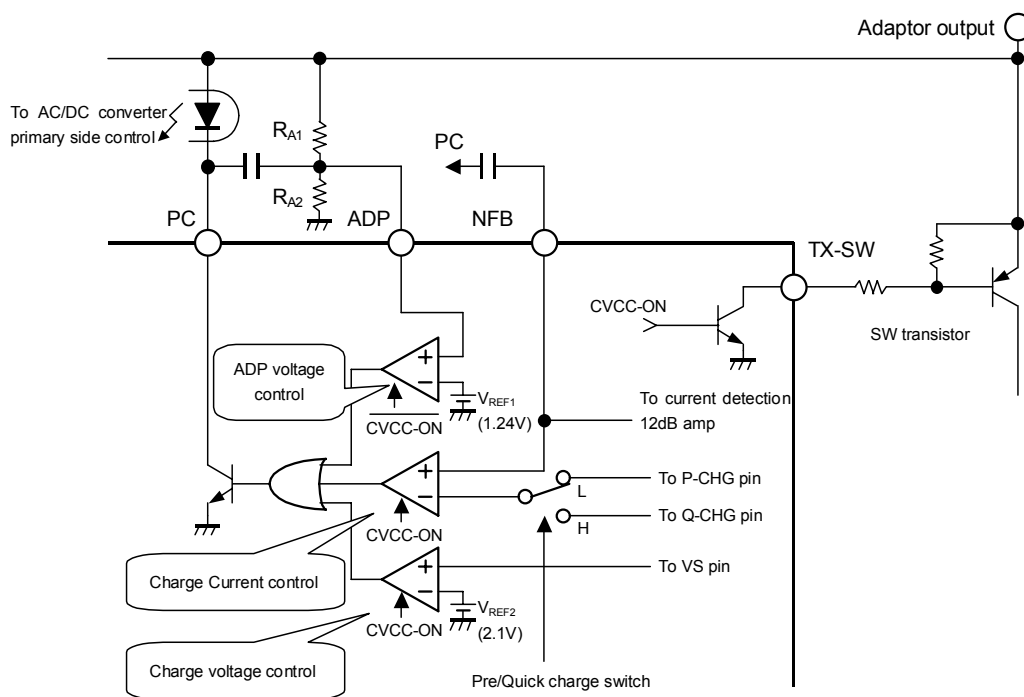 Adaptor output
To AC/DC converter
primary side control
RA1
RA2
PC
PC
ADP
NFB
TX-SW
CVCC-ON
SW transistor
ADP voltage
control
+
−
VREF1
(1.24V)
CVCC-ON
To current detection
12dB amp
+
−
L
To P-CHG pin
H
To Q-CHG pin
CVCC-ON
Charge Current control
+
−
To VS pin
VREF2
(2.1V)
CVCC-ON
Charge voltage control
Pre/Quick charge switch